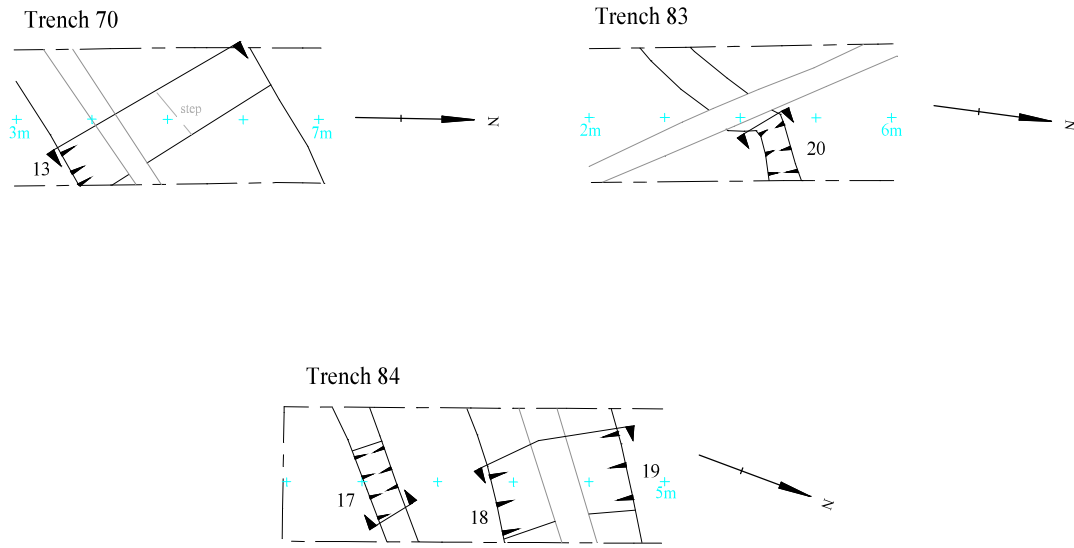 Trench 70
step
3m
7m
13
N
Trench 83
2m
6m
20
N
Trench 84
17
18
19
5m
N